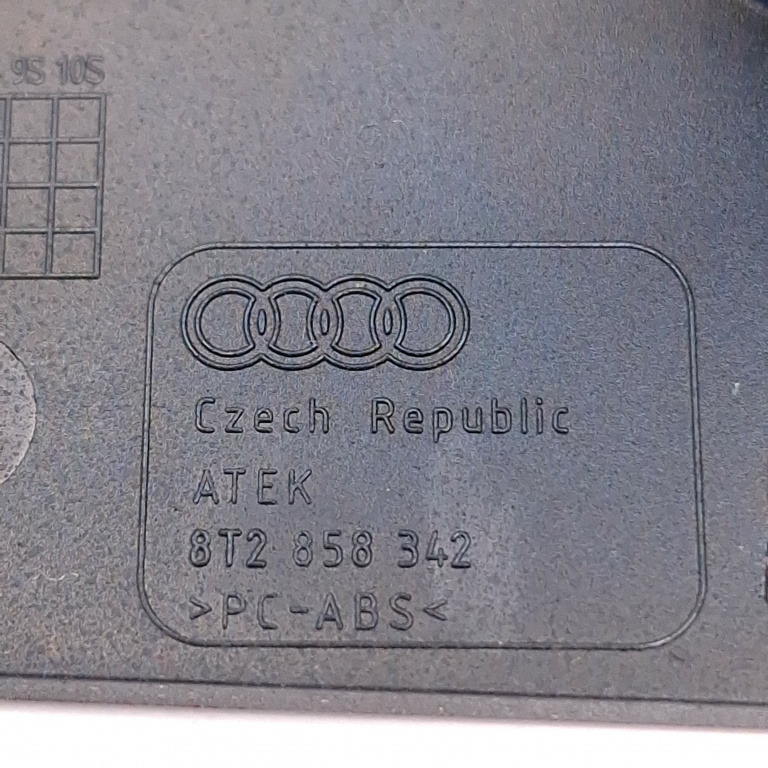 9S 10S
Czech Republic
ATEK
8T2 858 342
>PC-ABS<